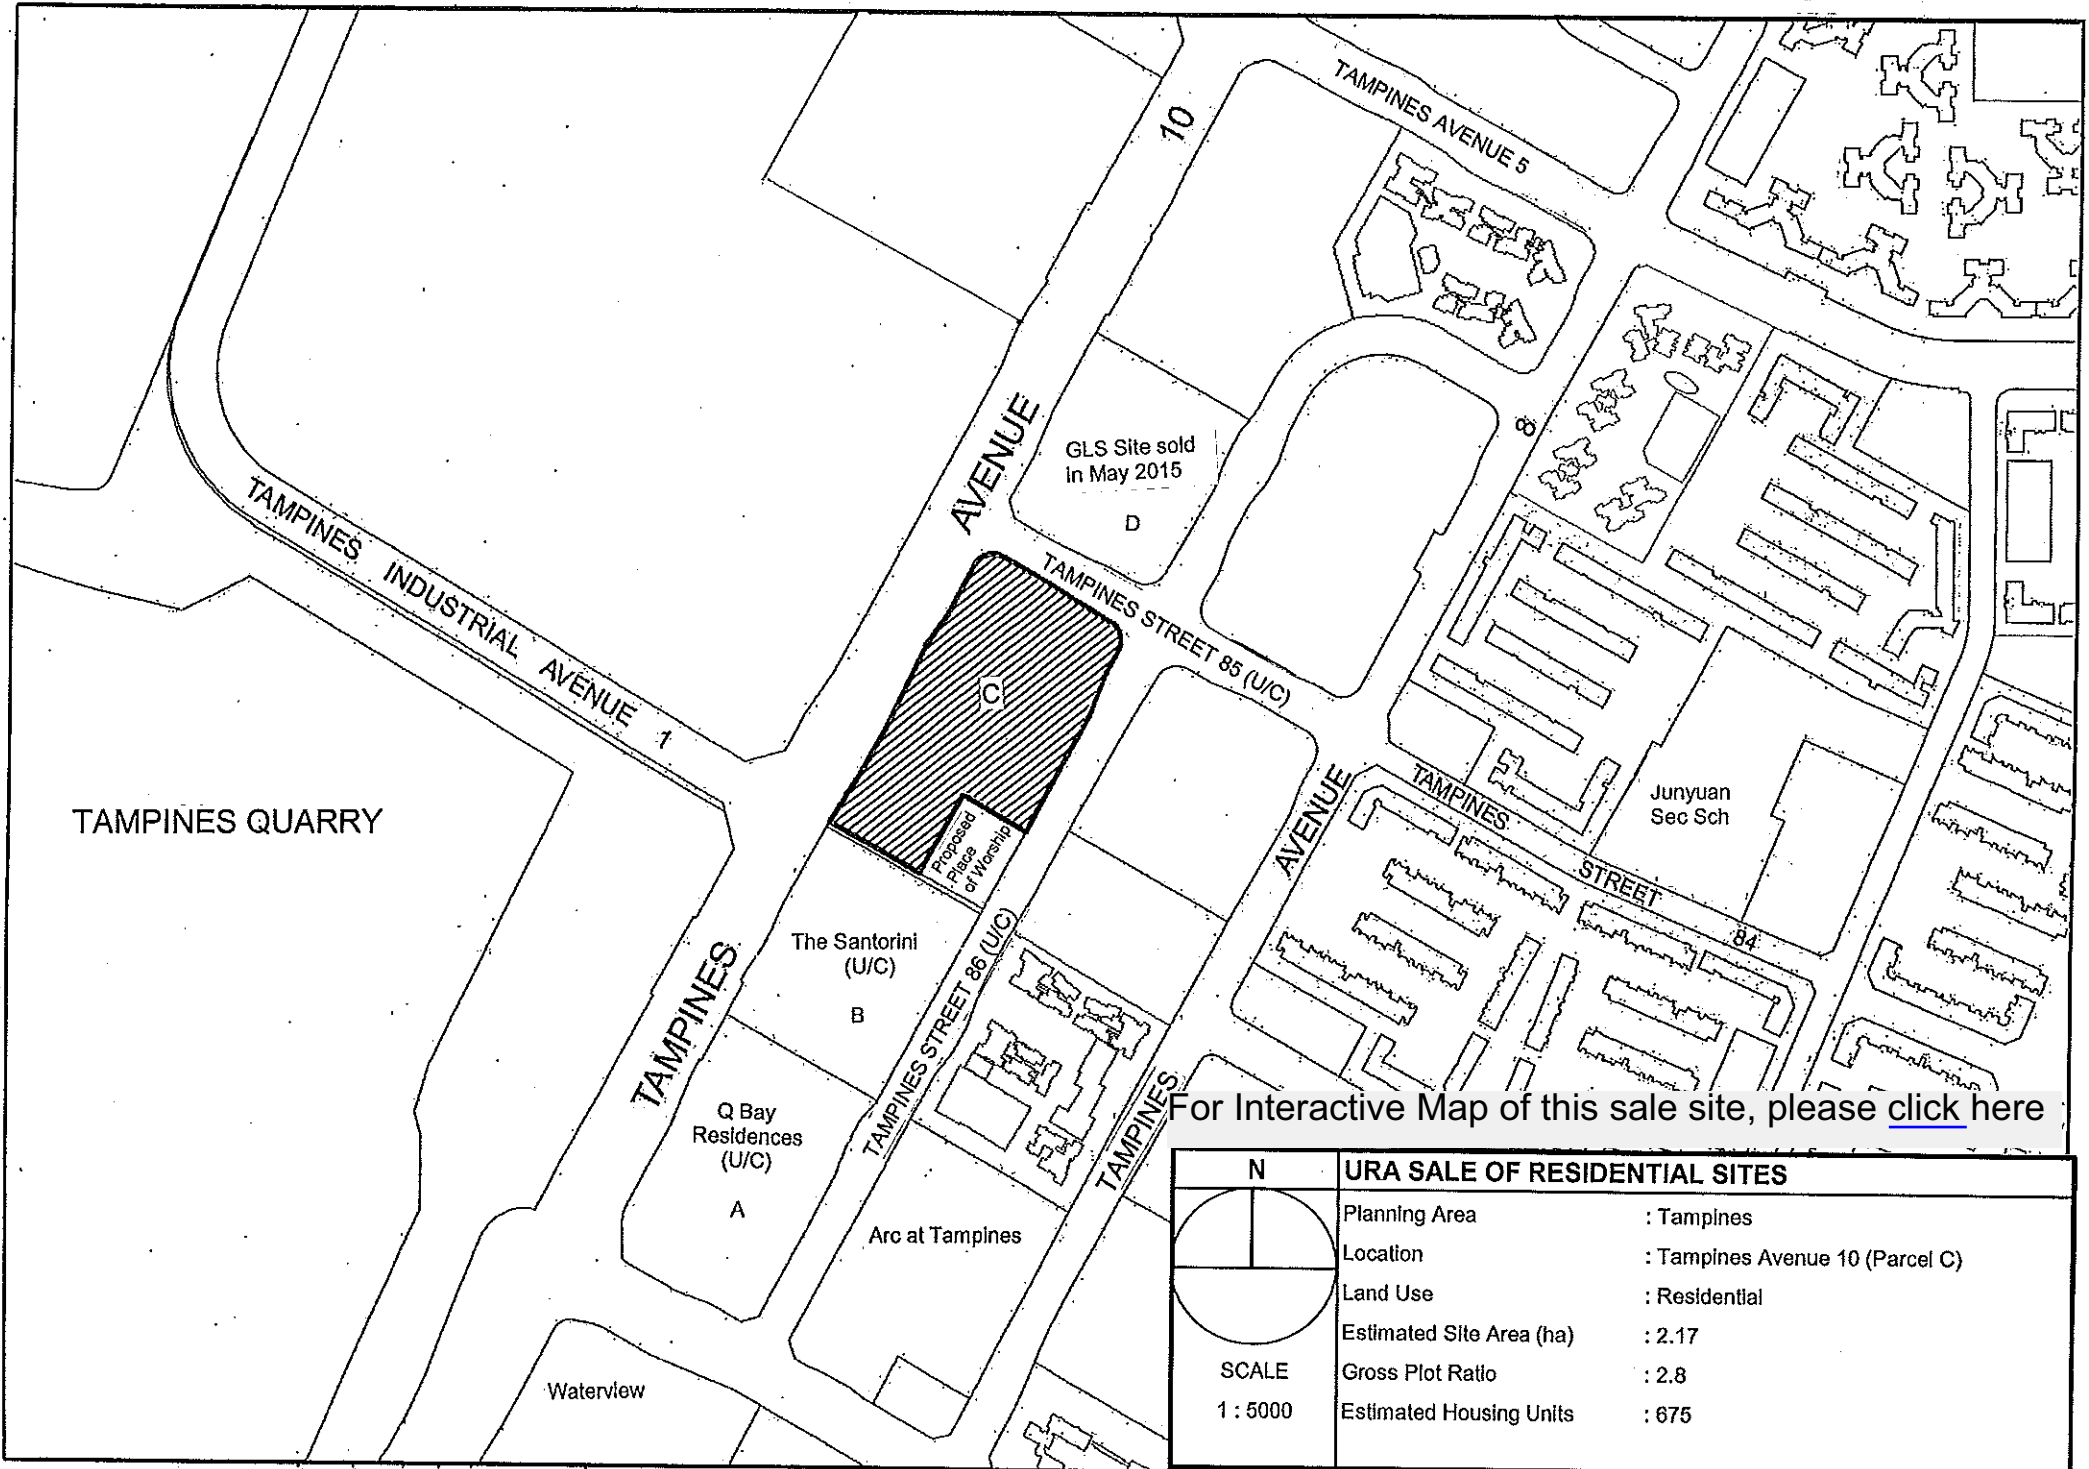 10
TAMPINES AVENUE 5
AVENUE
GLS Site sold
in May 2015
D
8
TAMPINES INDUSTRIAL AVENUE 1
TAMPINES STREET 85 (U/C)
C
TAMPINES QUARRY
Proposed
Place
of Worship
AVENUE
TAMPINES STREET 84
Junyuan
Sec Sch
The Santorini
(U/C)
B
TAMPINES STREET 86 (U/C)
TAMPINES
Q Bay
Residences
(U/C)
A
TAMPINES
Arc at Tampines
Waterview
For Interactive Map of this sale site, please click here
N
URA SALE OF RESIDENTIAL SITES
Planning Area : Tampines
Location : Tampines Avenue 10 (Parcel C)
Land Use : Residential
Estimated Site Area (ha) : 2.17
SCALE
Gross Plot Ratio : 2.8
1 : 5000
Estimated Housing Units : 675